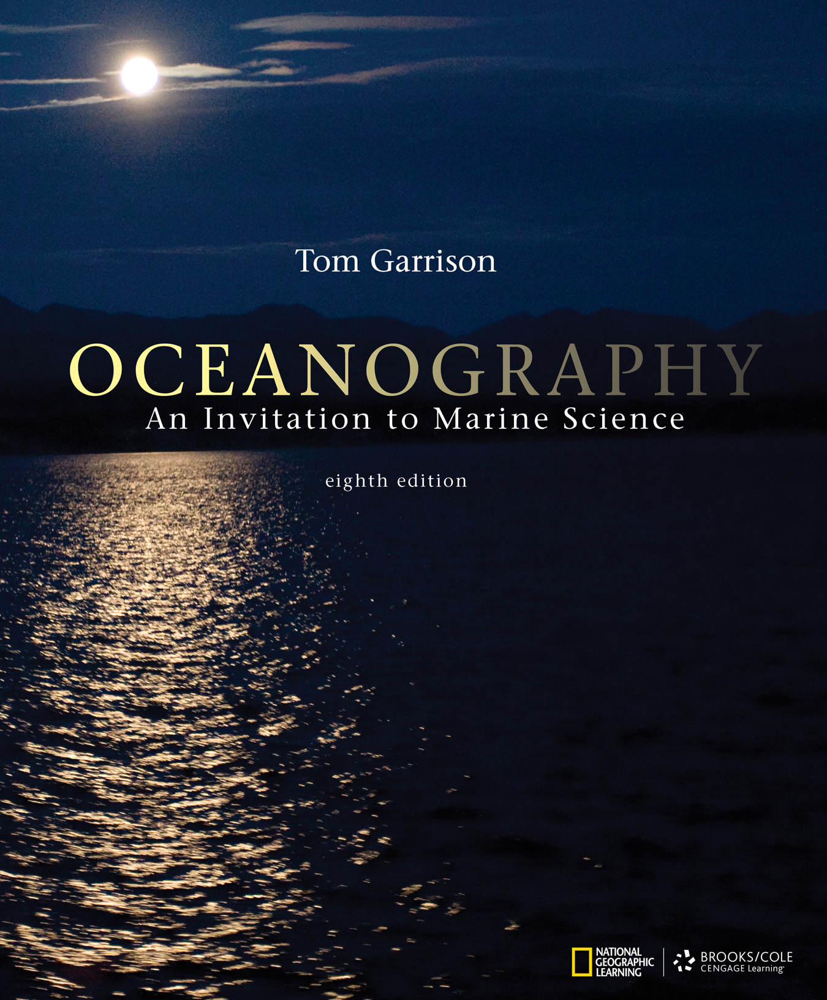 Tom Garrison
OCEANOGRAPHY
An Invitation to Marine Science
eighth edition
NATIONAL
GEOGRAPHIC
LEARNING
BROOKS/COLE
CENGAGE Learning·